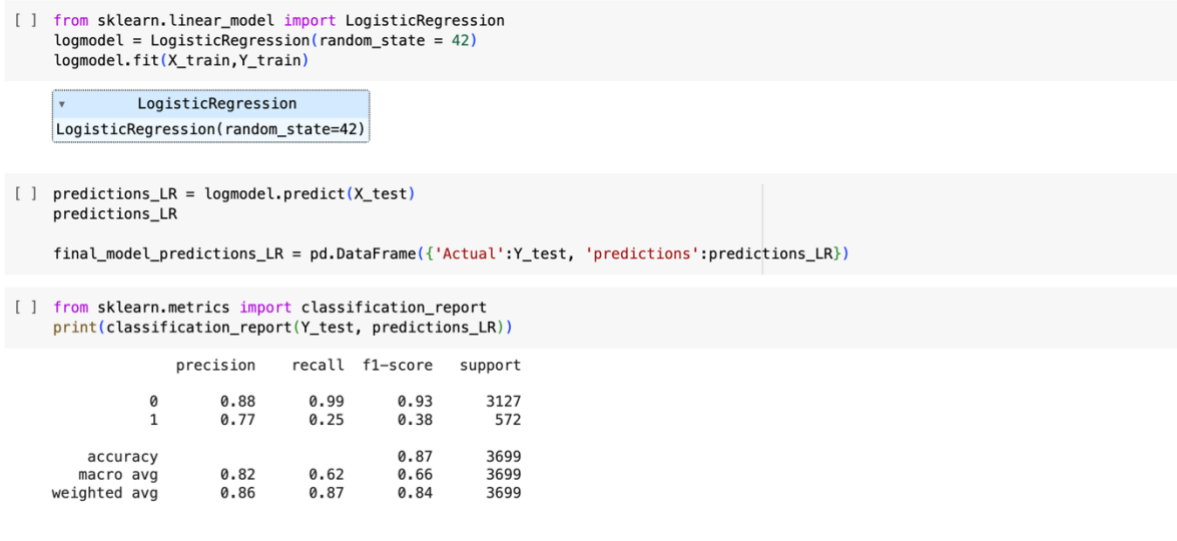 [ ] from sklearn.linear_model import LogisticRegression
logmodel = LogisticRegression(random_state = 42)
logmodel.fit(X_train,Y_train)
▾ LogisticRegression
LogisticRegression(random_state=42)
[ ] predictions_LR = logmodel.predict(X_test)
predictions_LR
final_model_predictions_LR = pd.DataFrame({'Actual':Y_test, 'predictions':predictions_LR})
[ ] from sklearn.metrics import classification_report
print(classification_report(Y_test, predictions_LR))
precision recall f1-score support
0 0.88 0.99 0.93 3127
1 0.77 0.25 0.38 572
accuracy 0.87 3699
macro avg 0.82 0.62 0.66 3699
weighted avg 0.86 0.87 0.84 3699